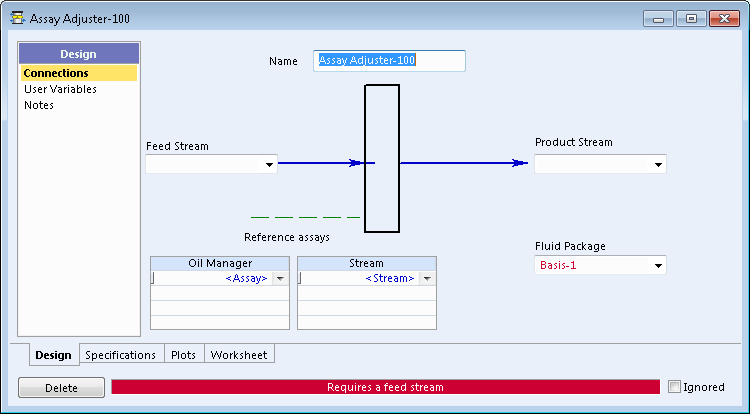 Assay Adjuster-100
Design
Connections
User Variables
Notes
Name
Assay Adjuster-100
Feed Stream
Product Stream
Reference assays
Fluid Package
Basis-1
Oil Manager
Stream
<Assay>
<Stream>
Design
Specifications
Plots
Worksheet
Delete
Requires a feed stream
Ignored